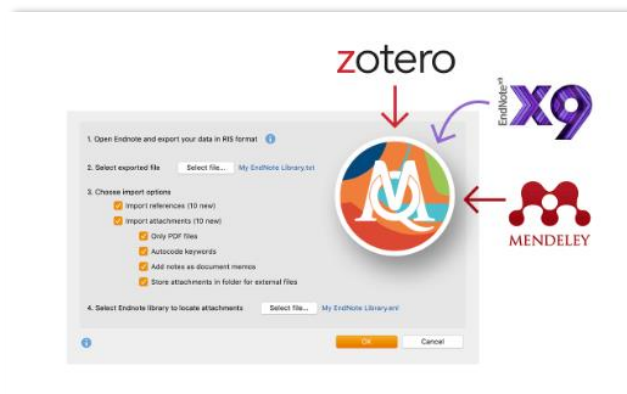 zotero
EndNote X9
MENDELEY
MQ
1. Open Endnote and export your data in RIS format
2. Select exported file
Select file...
My EndNote Library.txt
3. Choose import options
Import references (10 new)
Import attachments (10 new)
Only PDF files
Autocode keywords
Add notes as document memos
Store attachments in folder for external files
4. Select Endnote library to locate attachments
Select file...
My EndNote Library.enl
OK
Cancel